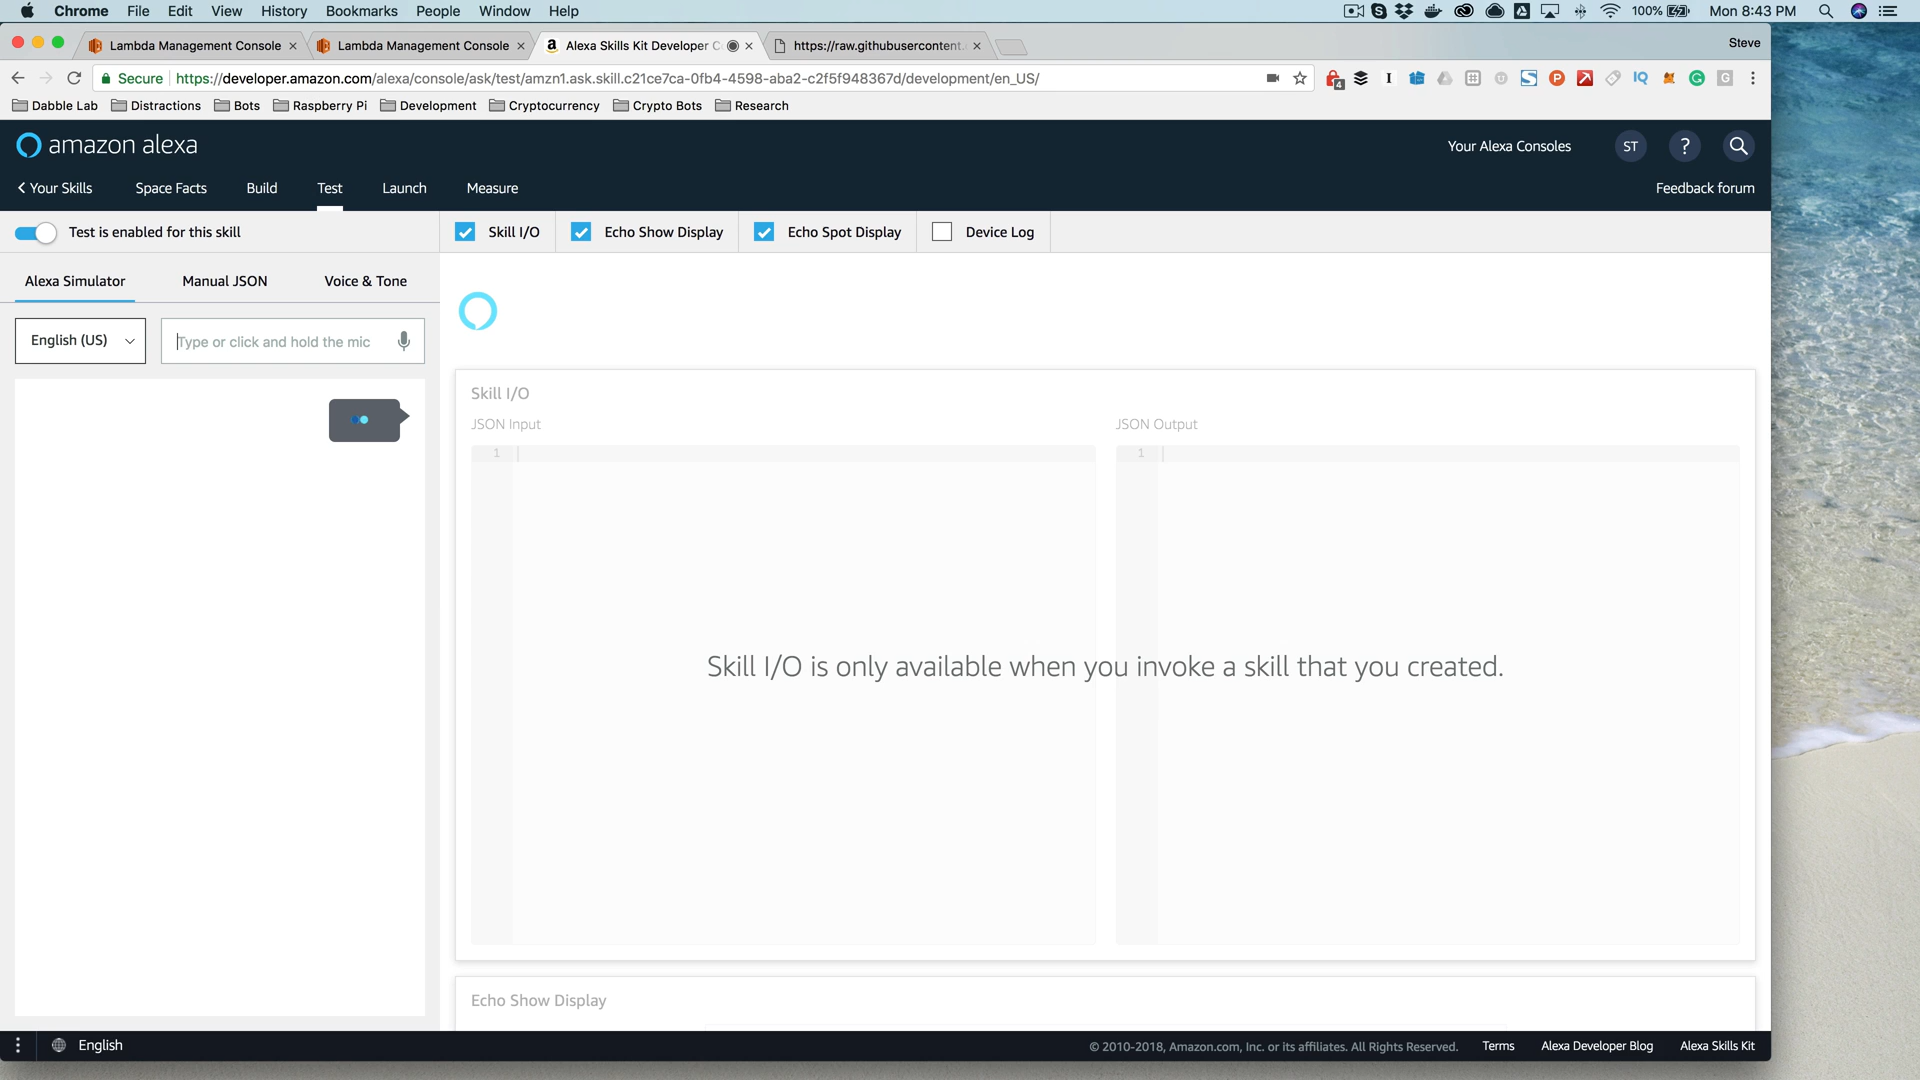 Chrome File Edit View History Bookmarks People Window Help 100% Mon 8:43 PM
Lambda Management Console Lambda Management Console a Alexa Skills Kit Developer C https://raw.githubusercontent. Steve
Secure https://developer.amazon.com/alexa/console/ask/test/amzn1.ask.skill.c21ce7ca-0fb4-4598-aba2-c2f5f948367d/development/en_US/ 4 I S P IQ G G
Dabble Lab Distractions Bots Raspberry Pi Development Cryptocurrency Crypto Bots Research
amazon alexa Your Alexa Consoles ST ?
Your Skills Space Facts Build Test Launch Measure Feedback forum
Test is enabled for this skill Skill I/O Echo Show Display Echo Spot Display Device Log
Alexa Simulator Manual JSON Voice & Tone
English (US) Type or click and hold the mic
Skill I/O
JSON Input JSON Output
1 1
Skill I/O is only available when you invoke a skill that you created.
Echo Show Display
English © 2010-2018, Amazon.com, Inc. or its affiliates. All Rights Reserved. Terms Alexa Developer Blog Alexa Skills Kit